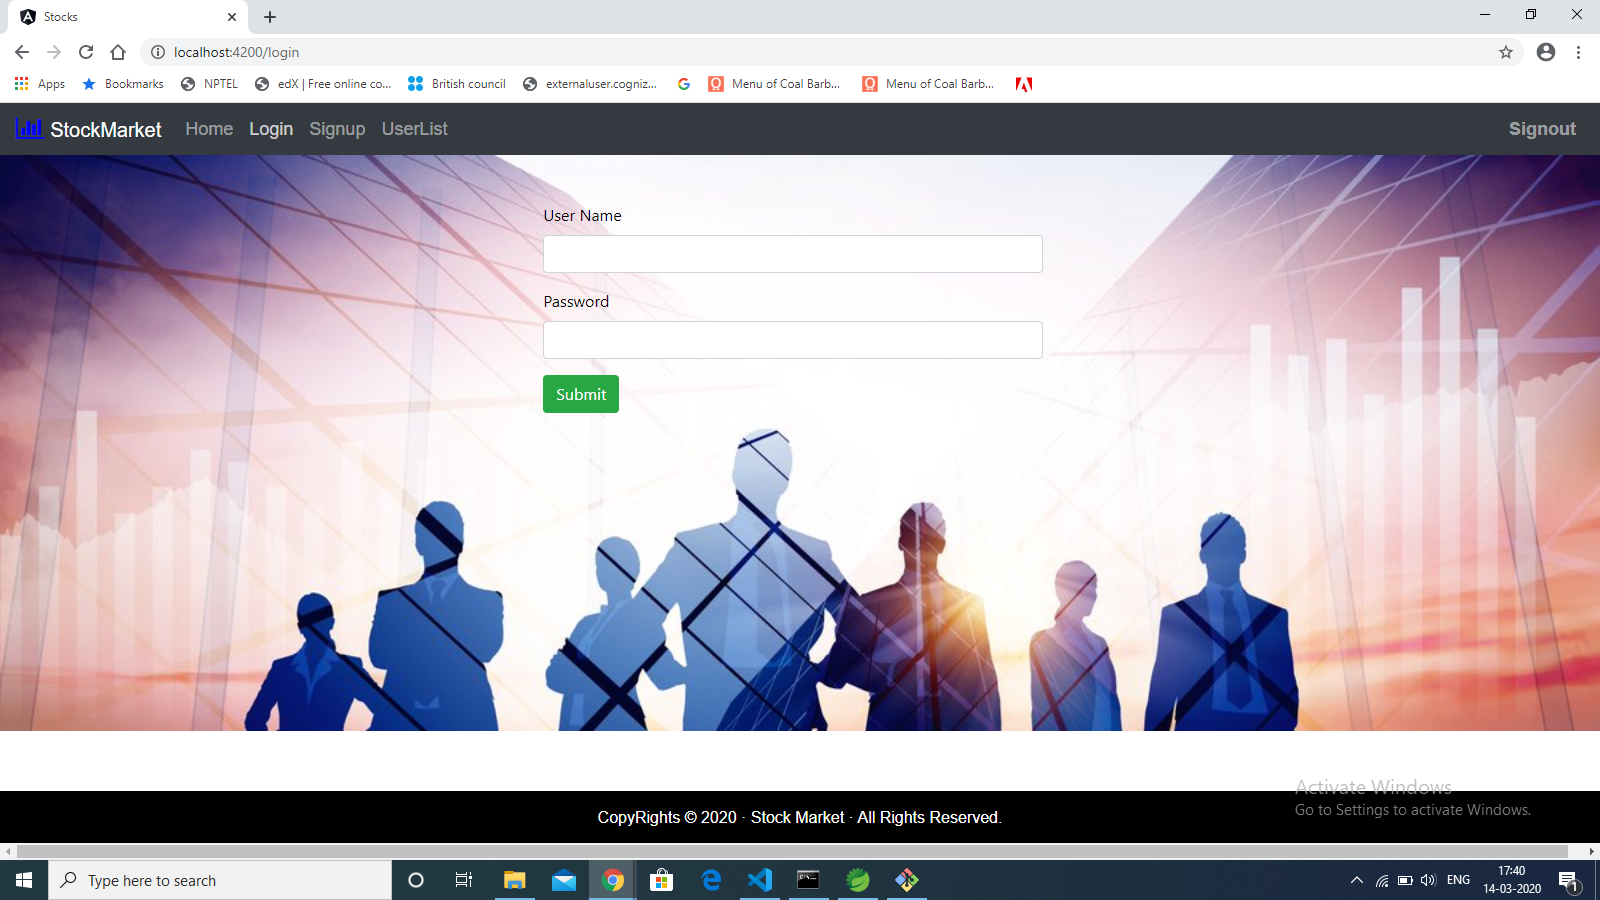 Stocks
localhost:4200/login
Apps Bookmarks NPTEL edX | Free online co... British council externaluser.cogniz... Menu of Coal Barb... Menu of Coal Barb...
StockMarket Home Login Signup UserList Signout
User Name
Password
Submit
Activate Windows
Go to Settings to activate Windows.
CopyRights © 2020 · Stock Market · All Rights Reserved.
Type here to search
ENG
17:40
14-03-2020
1